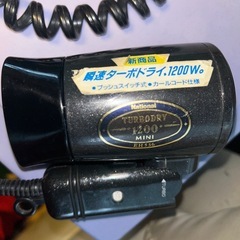 新商品
瞬速ターボドライ、1200W。
●プッシュスイッチ式●カールコード仕様
National
TURBODRY
1200
MINI